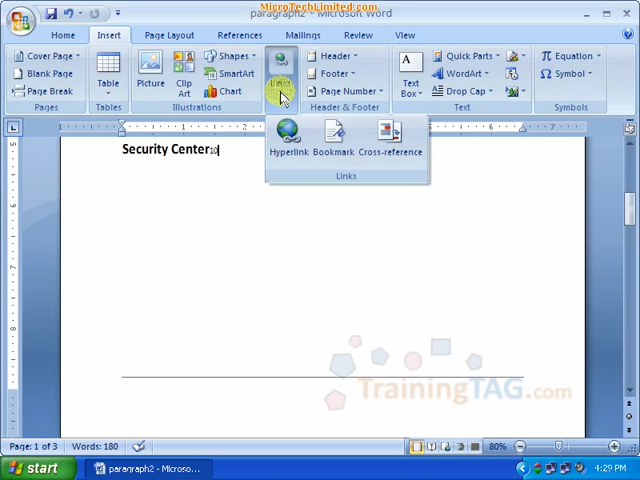 MicroTechLimited.com
paragraph2 - Microsoft Word
Home Insert Page Layout References Mailings Review View
Cover Page
Blank Page
Page Break
Pages
Tables
Tables
Picture
Clip Art
Shapes
SmartArt
Chart
Illustrations
Links
Header
Footer
Page Number
Header & Footer
Text Box
Quick Parts
WordArt
Drop Cap
Text
Equation
Symbol
Symbols
Hyperlink Bookmark Cross-reference
Links
Security Center10
TrainingTAG.com
Page: 1 of 3 Words: 180 80%
start paragraph2 - Microso... 4:29 PM